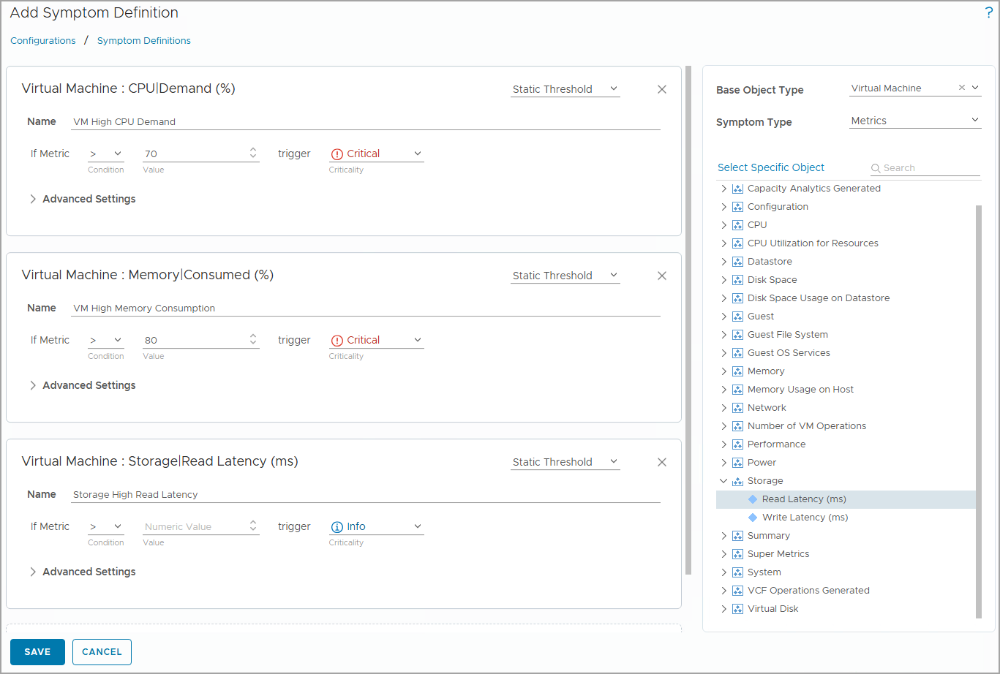 Add Symptom Definition
?
Configurations / Symptom Definitions
Virtual Machine : CPU|Demand (%)
Static Threshold
Name VM High CPU Demand
If Metric > 70 trigger Critical
Condition Value Criticality
Advanced Settings
Virtual Machine : Memory|Consumed (%)
Static Threshold
Name VM High Memory Consumption
If Metric > 80 trigger Critical
Condition Value Criticality
Advanced Settings
Virtual Machine : Storage|Read Latency (ms)
Static Threshold
Name Storage High Read Latency
If Metric > Numeric Value trigger Info
Condition Value Criticality
Advanced Settings
SAVE CANCEL
Base Object Type Virtual Machine
Symptom Type Metrics
Select Specific Object Search
Capacity Analytics Generated
Configuration
CPU
CPU Utilization for Resources
Datastore
Disk Space
Disk Space Usage on Datastore
Guest
Guest File System
Guest OS Services
Memory
Memory Usage on Host
Network
Number of VM Operations
Performance
Power
Storage
Read Latency (ms)
Write Latency (ms)
Summary
Super Metrics
System
VCF Operations Generated
Virtual Disk